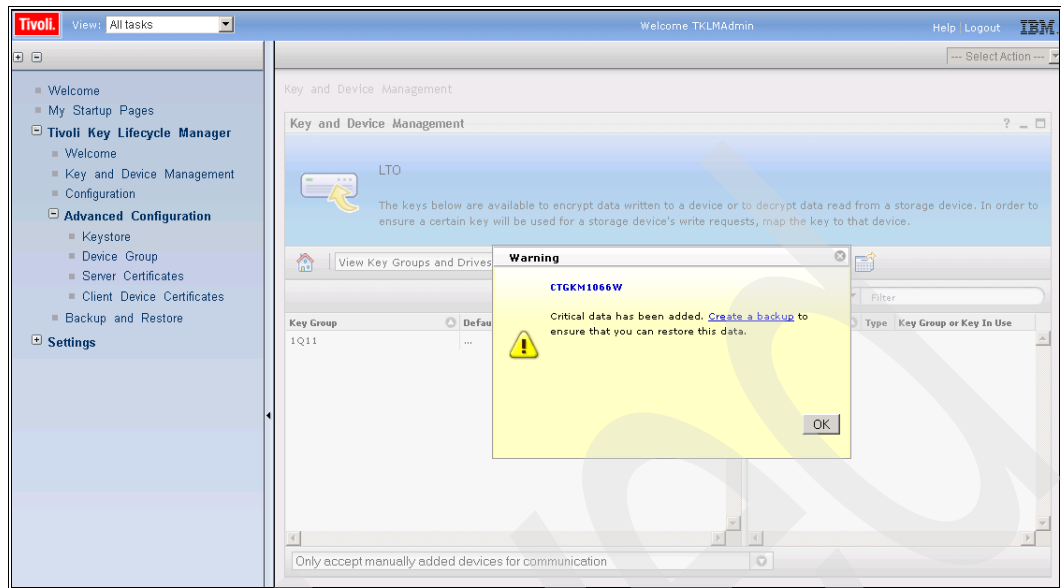 Tivoli. View: All tasks Welcome TKLMAdmin Help Logout IBM.
--- Select Action ---
Welcome
My Startup Pages
Tivoli Key Lifecycle Manager
Welcome
Key and Device Management
Configuration
Advanced Configuration
Keystore
Device Group
Server Certificates
Client Device Certificates
Backup and Restore
Settings
Key and Device Management
Key and Device Management ? _
LTO
The keys below are available to encrypt data written to a device or to decrypt data read from a storage device. In order to
ensure a certain key will be used for a storage device's write requests, map the key to that device.
View Key Groups and Drives
Filter
Key Group Defau Type Key Group or Key In Use
1Q11 ...
Warning
CTGKM1066W
Critical data has been added. Create a backup to
ensure that you can restore this data.
OK
Only accept manually added devices for communication